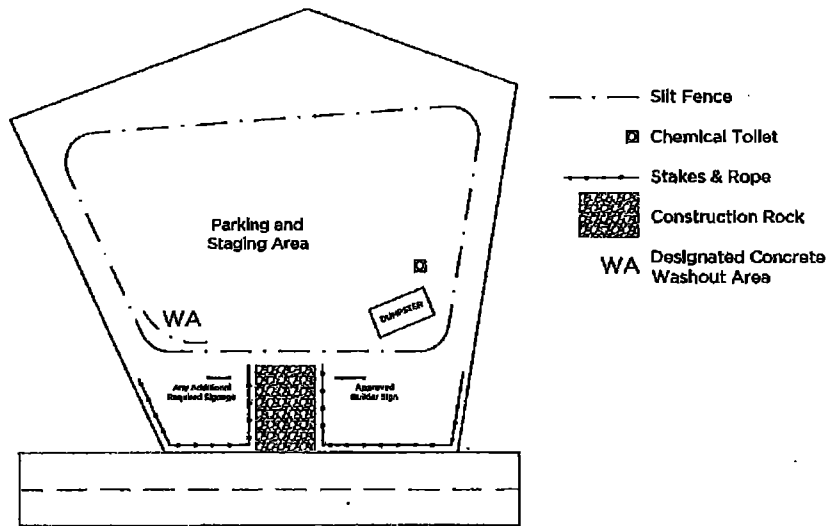 Silt Fence
Chemical Toilet
Stakes & Rope
Construction Rock
WA
Designated Concrete
Washout Area
Parking and
Staging Area
WA
DUMPSTER
Any Additional
Required Signage
Approved
Builder Sign